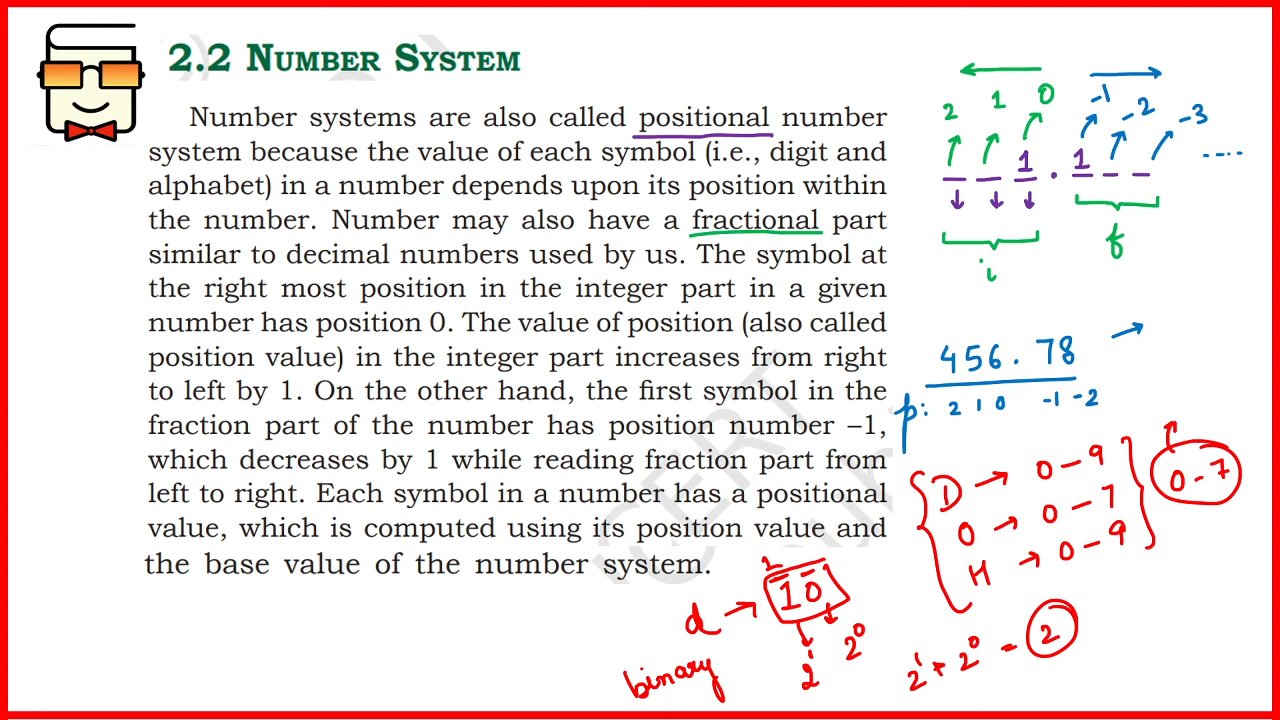 2.2 NUMBER SYSTEM
Number systems are also called positional number
system because the value of each symbol (i.e., digit and
alphabet) in a number depends upon its position within
the number. Number may also have a fractional part
similar to decimal numbers used by us. The symbol at
the right most position in the integer part in a given
number has position 0. The value of position (also called
position value) in the integer part increases from right
to left by 1. On the other hand, the first symbol in the
fraction part of the number has position number –1,
which decreases by 1 while reading fraction part from
left to right. Each symbol in a number has a positional
value, which is computed using its position value and
the base value of the number system.
2 1 0 -1 -2 -3
1 . 1 ....
i f
456.78
p: 2 1 0 -1 -2
D → 0-9
O → 0-7
H → 0-9
0-7
d → 10
2¹ 2⁰
binary
2¹ + 2⁰ = 2